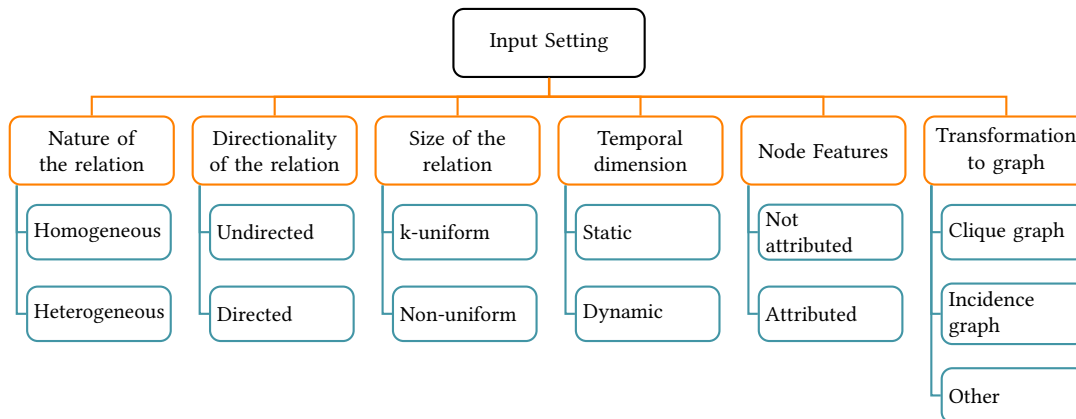 Input Setting
Nature of
the relation
Directionality
of the relation
Size of the
relation
Temporal
dimension
Node Features
Transformation
to graph
Homogeneous
Undirected
k-uniform
Static
Not
attributed
Clique graph
Heterogeneous
Directed
Non-uniform
Dynamic
Attributed
Incidence
graph
Other